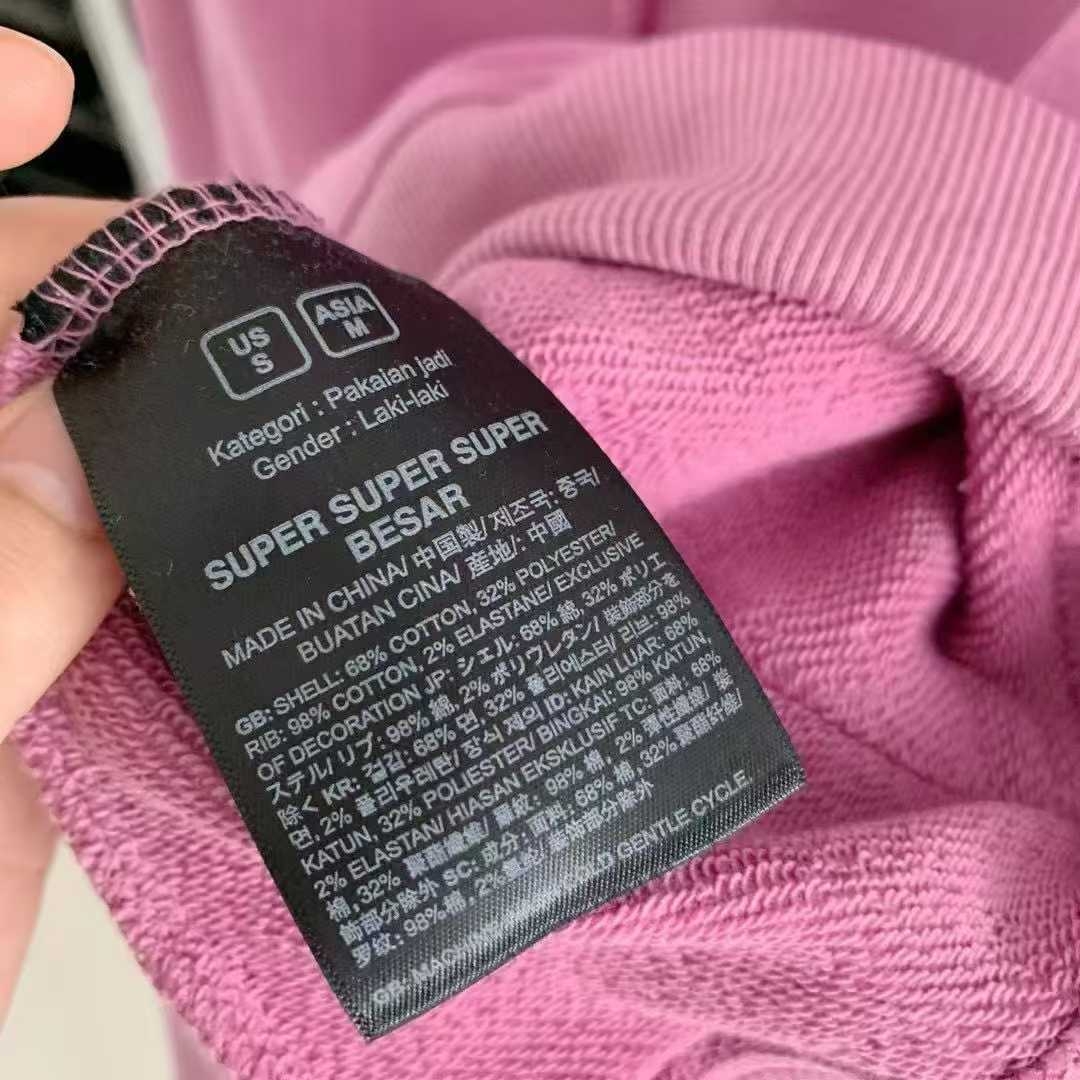 US
S
ASIA
M
Kategori : Pakaian jadi
Gender : Laki-laki
SUPER SUPER SUPER
BESAR
MADE IN CHINA/ 中国製/ 제조국: 중국/
BUATAN CINA/ 産地/: 中國
GB: SHELL: 68% COTTON, 32% POLYESTER/
RIB: 98% COTTON, 2% ELASTANE/ EXCLUSIVE
OF DECORATION JP: シェル: 68% 綿, 32% ポリエ
ステル/ リブ: 98% 綿, 2% ポリウレタン/ 装飾部分を
除く KR: 겉감: 68% 면, 32% 폴리에스터/ 리브: 98%
면, 2% 폴리우레탄/ 장식 제외 ID: KAIN LUAR: 68%
KATUN, 32% POLIESTER/ BINGKAI: 98% KATUN,
2% ELASTAN/ HIASAN EKSKLUSIF TC: 面料: 68%
棉, 32% 聚酯纖維/ 羅紋: 98% 棉, 2% 彈性纖維/ 裝
飾部分除外 SC: 成分: 面料: 68% 棉, 32% 聚酯纤维/
罗纹: 98% 棉, 2% 氨纶/ 装饰部分除外
GB: MACHINE WASH COLD GENTLE CYCLE.